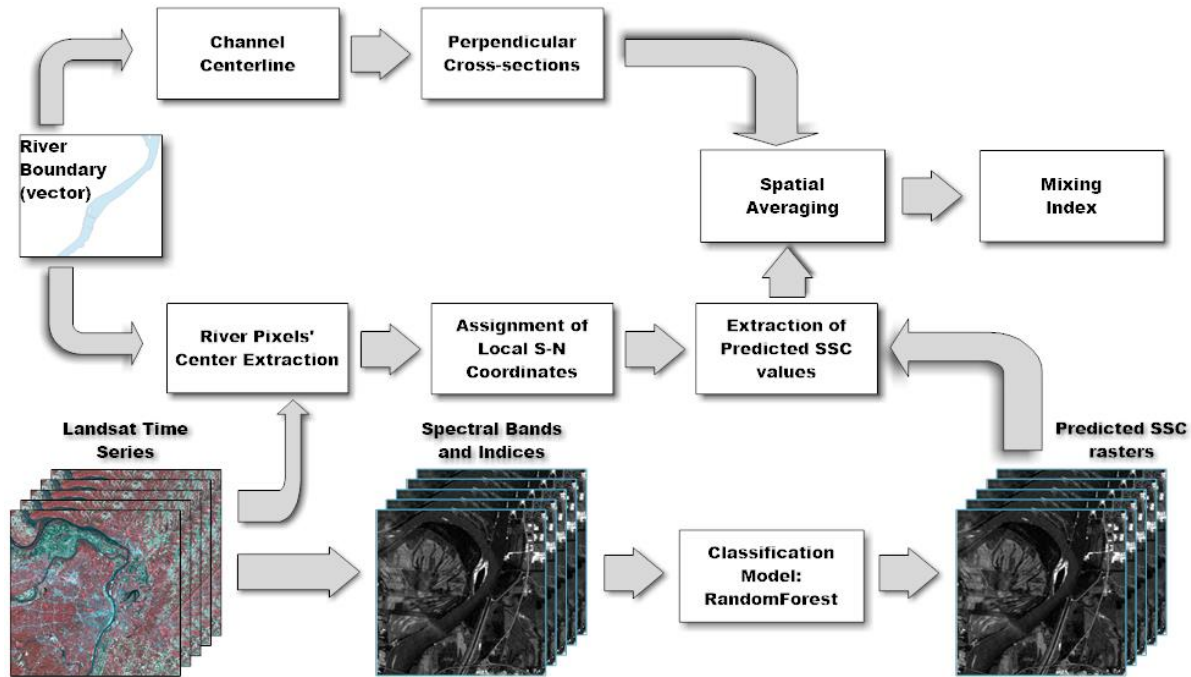 Channel
Centerline
Perpendicular
Cross-sections
River
Boundary
(vector)
Spatial
Averaging
Mixing
Index
River Pixels'
Center Extraction
Assignment of
Local S-N
Coordinates
Extraction of
Predicted SSC
values
Landsat Time
Series
Spectral Bands
and Indices
Predicted SSC
rasters
Classification
Model:
RandomForest